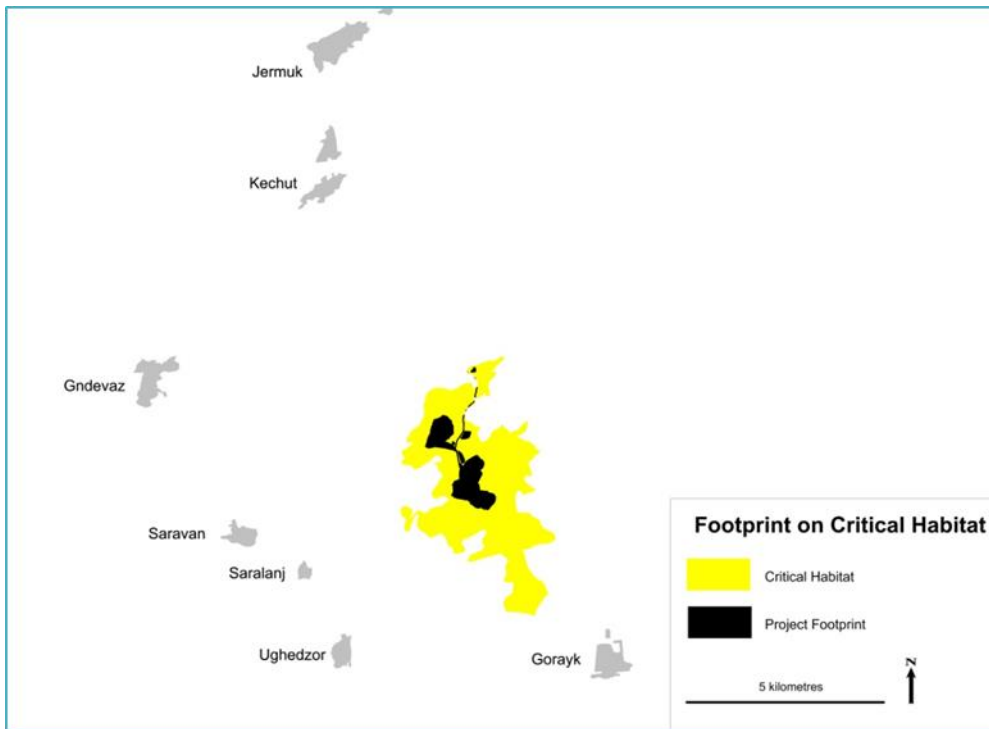 Jermuk
Kechut
Gndevaz
Saravan
Saralanj
Ughedzor
Gorayk
Footprint on Critical Habitat
Critical Habitat
Project Footprint
5 kilometres
N